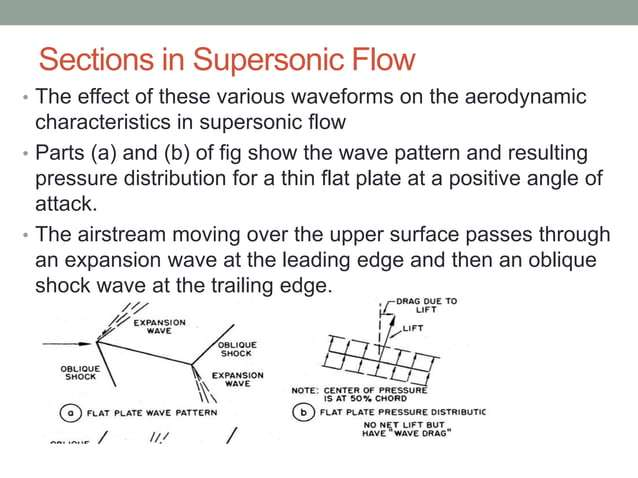 Sections in Supersonic Flow
• The effect of these various waveforms on the aerodynamic
characteristics in supersonic flow
• Parts (a) and (b) of fig show the wave pattern and resulting
pressure distribution for a thin flat plate at a positive angle of
attack.
• The airstream moving over the upper surface passes through
an expansion wave at the leading edge and then an oblique
shock wave at the trailing edge.
EXPANSION
WAVE
OBLIQUE
SHOCK
OBLIQUE
SHOCK
EXPANSION
WAVE
a FLAT PLATE WAVE PATTERN
DRAG DUE TO
LIFT
LIFT
NOTE: CENTER OF PRESSURE
IS AT 50% CHORD
b FLAT PLATE PRESSURE DISTRIBUTIC
NO NET LIFT BUT
HAVE "WAVE DRAG"